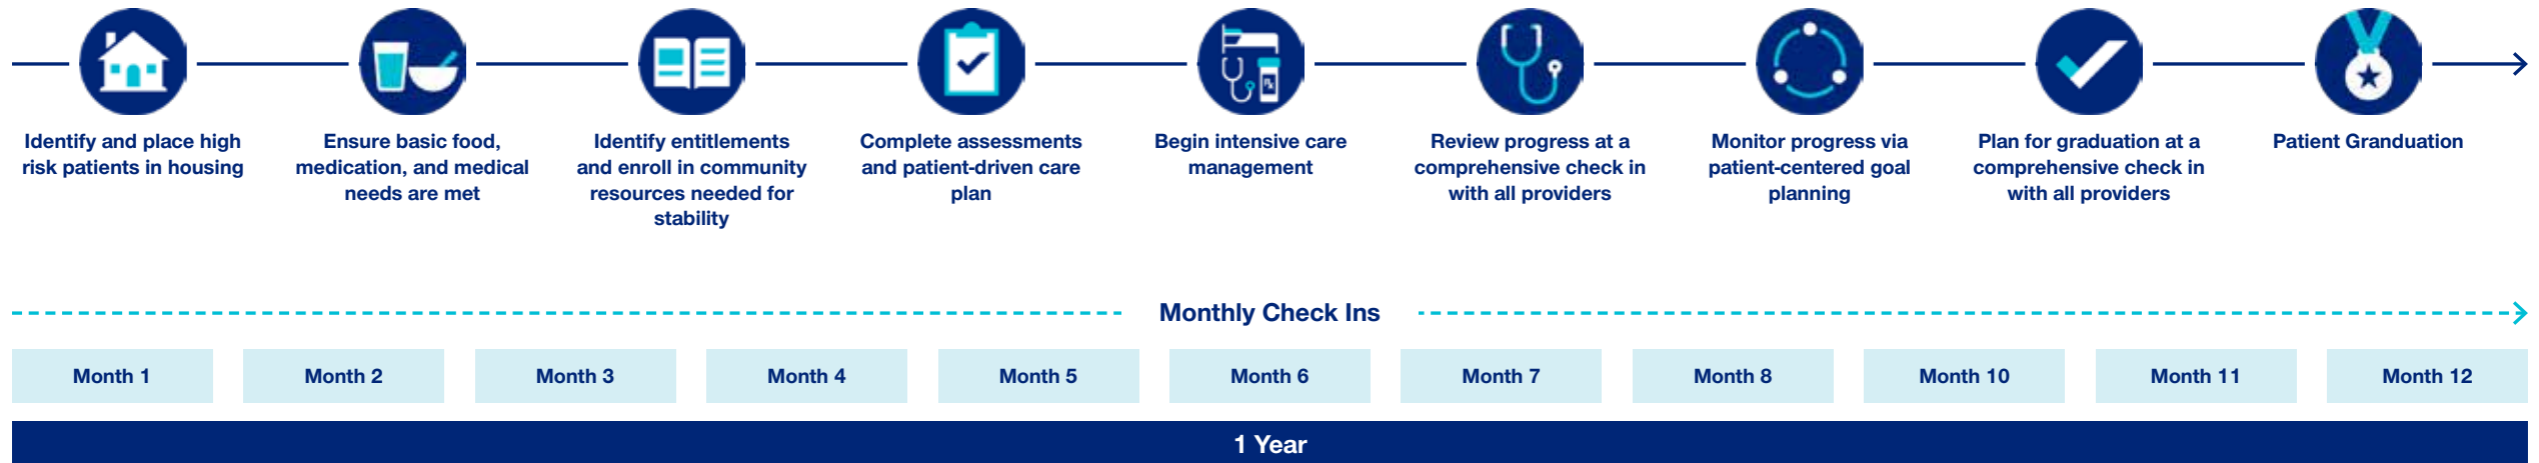 Identify and place high
risk patients in housing
Ensure basic food,
medication, and medical
needs are met
Identify entitlements
and enroll in community
resources needed for
stability
Complete assessments
and patient-driven care
plan
Begin intensive care
management
Review progress at a
comprehensive check in
with all providers
Monitor progress via
patient-centered goal
planning
Plan for graduation at a
comprehensive check in
with all providers
Patient Granduation
Monthly Check Ins
Month 1
Month 2
Month 3
Month 4
Month 5
Month 6
Month 7
Month 8
Month 10
Month 11
Month 12
1 Year